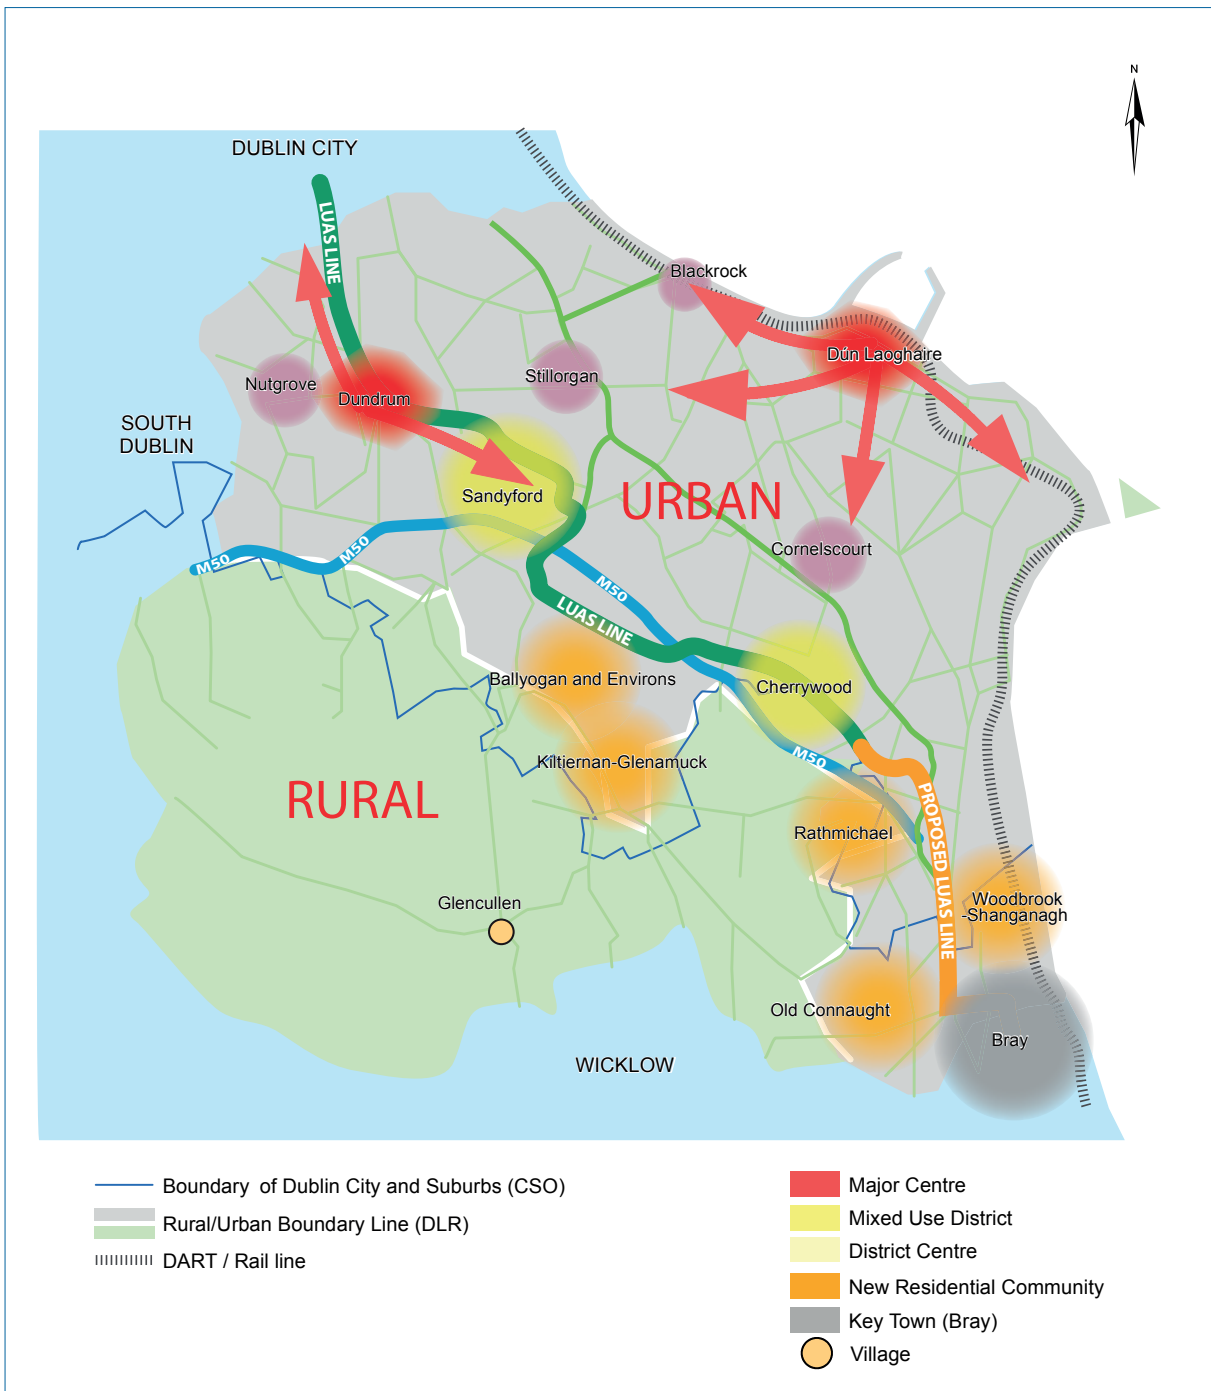 N
DUBLIN CITY
LUAS LINE
Blackrock
Dún Laoghaire
Stillorgan
Nutgrove
Dundrum
SOUTH
DUBLIN
Sandyford
URBAN
Cornelscourt
M50
M50
M50
LUAS LINE
Ballyogan and Environs
Cherrywood
M50
Kiltiernan-Glenamuck
RURAL
PROPOSED LUAS LINE
Rathmichael
Glencullen
Woodbrook
-Shanganagh
Old Connaught
Bray
WICKLOW
Boundary of Dublin City and Suburbs (CSO)
Rural/Urban Boundary Line (DLR)
DART / Rail line
Major Centre
Mixed Use District
District Centre
New Residential Community
Key Town (Bray)
Village